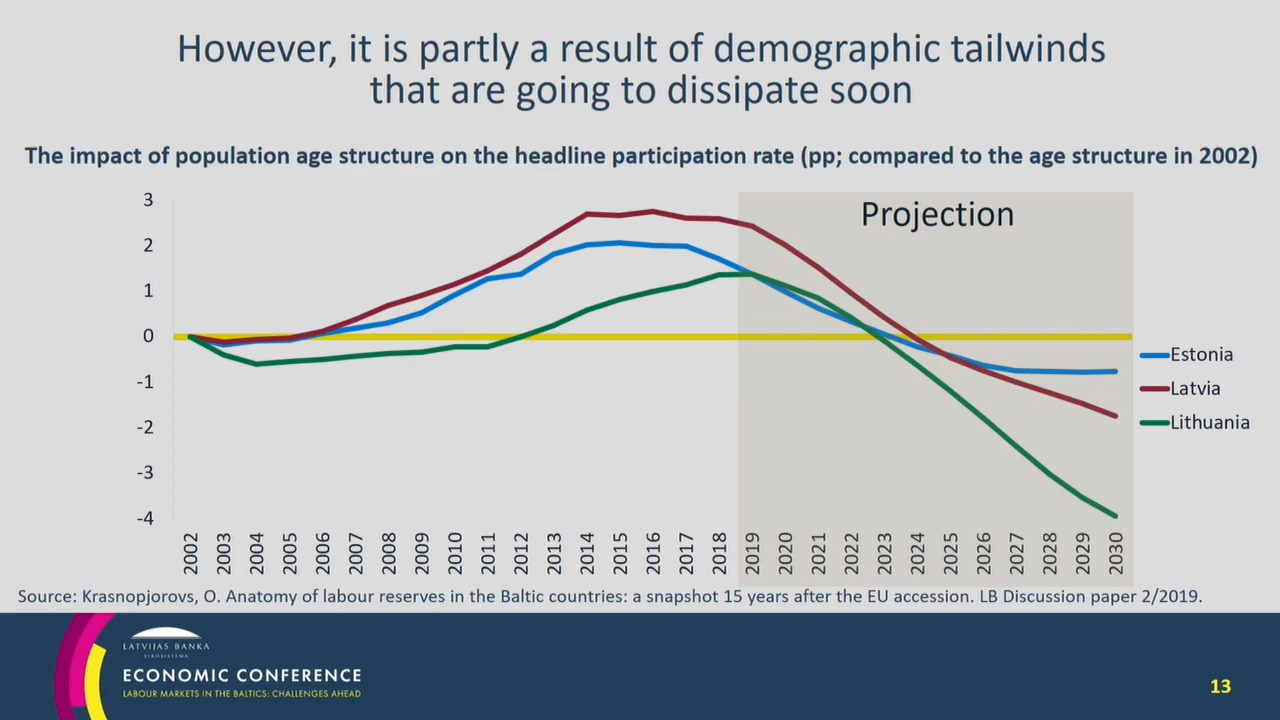 However, it is partly a result of demographic tailwinds
that are going to dissipate soon
The impact of population age structure on the headline participation rate (pp; compared to the age structure in 2002)
3
2
1
0
-1
-2
-3
-4
Projection
Estonia
Latvia
Lithuania
2002 2003 2004 2005 2006 2007 2008 2009 2010 2011 2012 2013 2014 2015 2016 2017 2018 2019 2020 2021 2022 2023 2024 2025 2026 2027 2028 2029 2030
Source: Krasnopjorovs, O. Anatomy of labour reserves in the Baltic countries: a snapshot 15 years after the EU accession. LB Discussion paper 2/2019.
LATVIJAS BANKA
EIROSISTĒMA
ECONOMIC CONFERENCE
LABOUR MARKETS IN THE BALTICS: CHALLENGES AHEAD
13